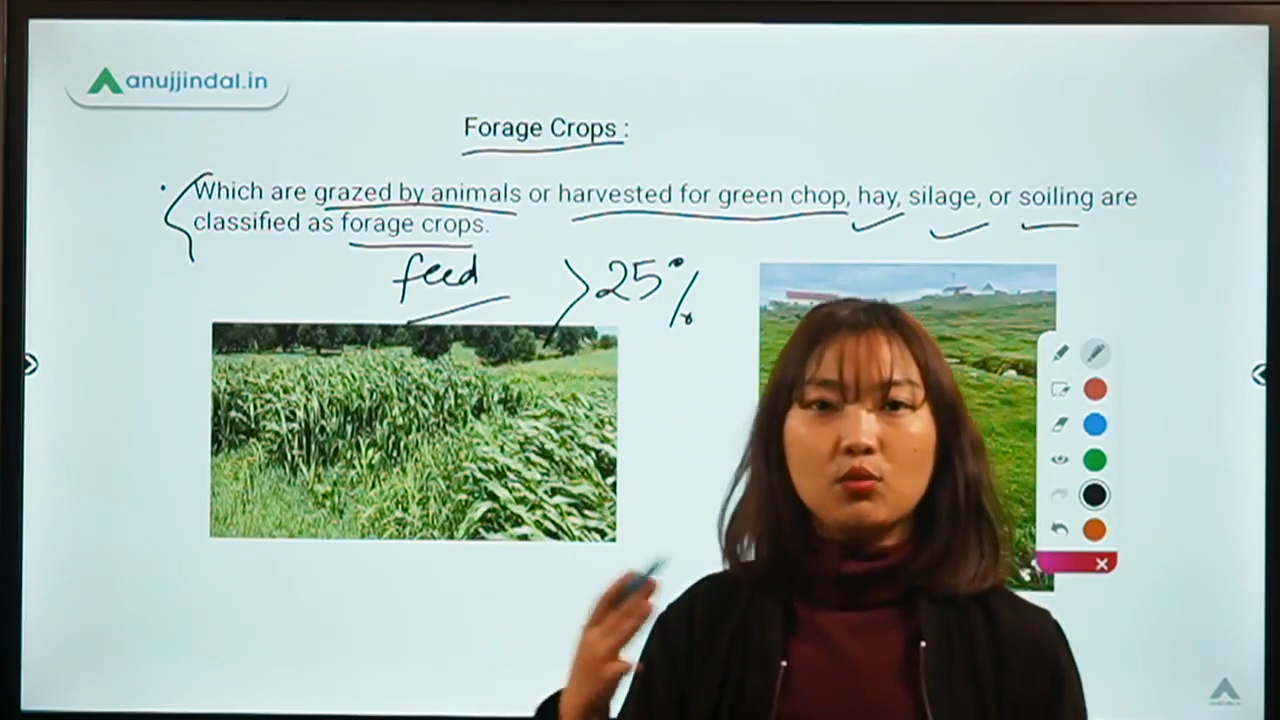 anujjindal.in
Forage Crops :
• Which are grazed by animals or harvested for green chop, hay, silage, or soiling are
classified as forage crops.
feed >25%